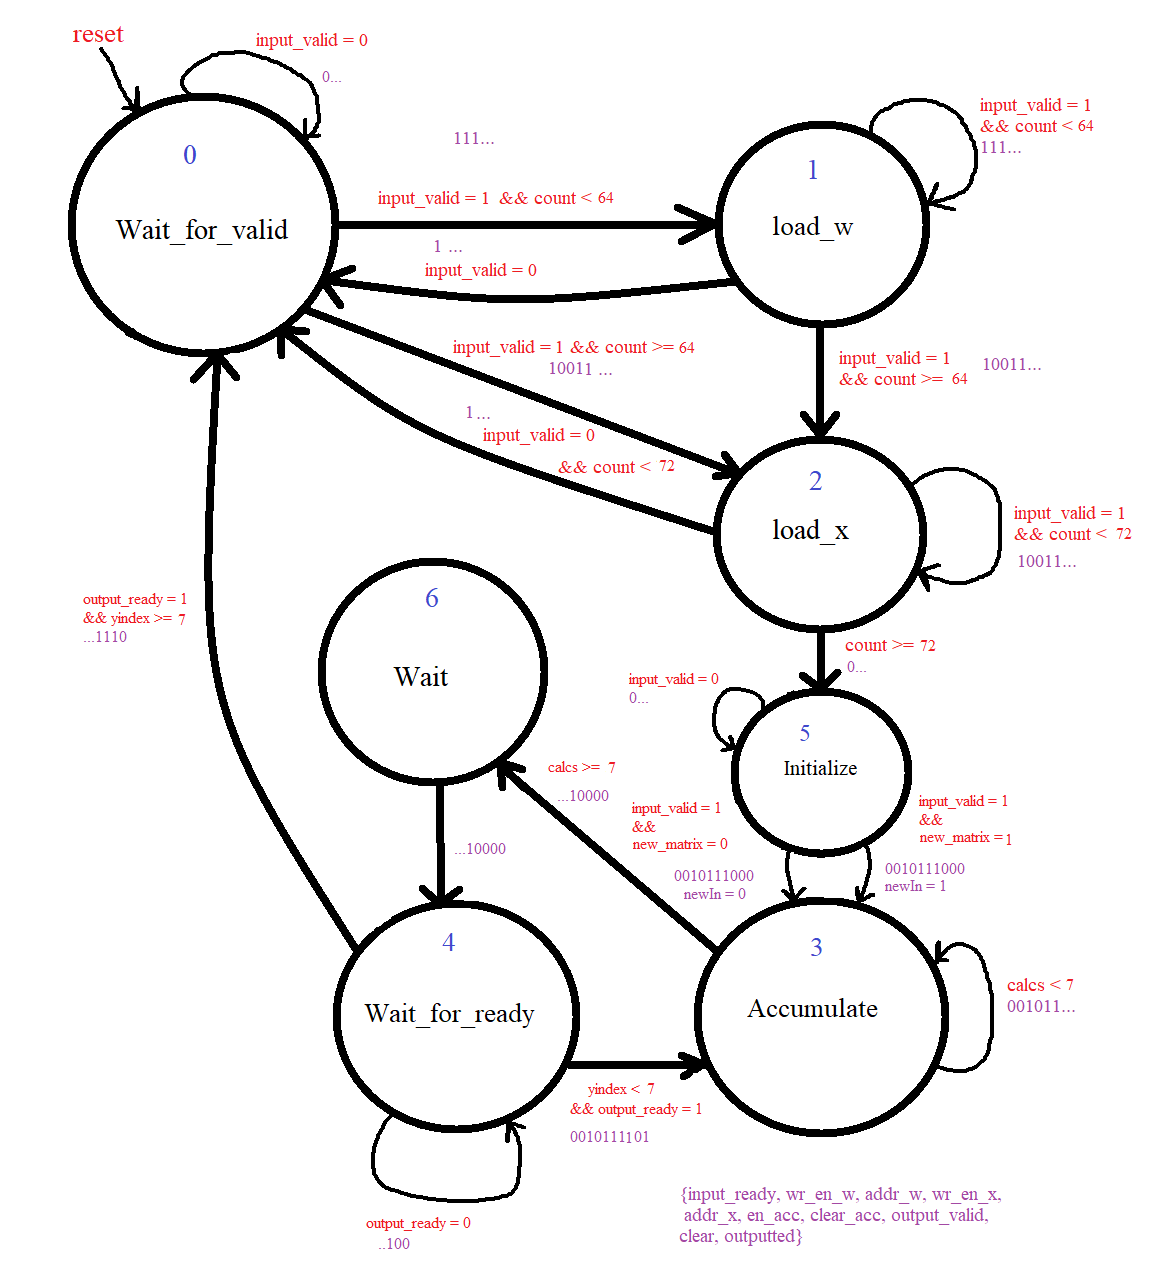 reset
input_valid = 0
0...
0
Wait_for_valid
111...
input_valid = 1 && count < 64
1 ...
input_valid = 0
1
load_w
input_valid = 1
&& count < 64
111...
input_valid = 1 && count >= 64
10011 ...
1...
input_valid = 0
&& count < 72
input_valid = 1
&& count >= 64
10011...
2
load_x
input_valid = 1
&& count < 72
10011...
output_ready = 1
&& yindex >= 7
...1110
6
Wait
count >= 72
0...
input_valid = 0
0...
5
Initialize
calcs >= 7
...10000
input_valid = 1
&&
new_matrix = 0
0010111000
newIn = 0
input_valid = 1
&&
new_matrix = 1
0010111000
newIn = 1
...10000
4
Wait_for_ready
3
Accumulate
calcs < 7
001011...
yindex < 7
&& output_ready = 1
0010111101
output_ready = 0
..100
{input_ready, wr_en_w, addr_w, wr_en_x,
addr_x, en_acc, clear_acc, output_valid,
clear, outputted}